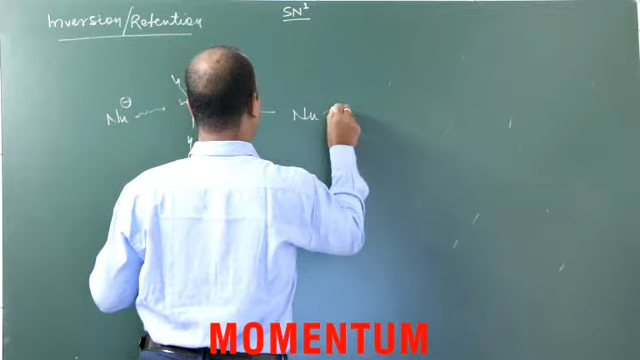 Inversion/Retention
SN²
Nu⊖
H
H
Nu
MOMENTUM